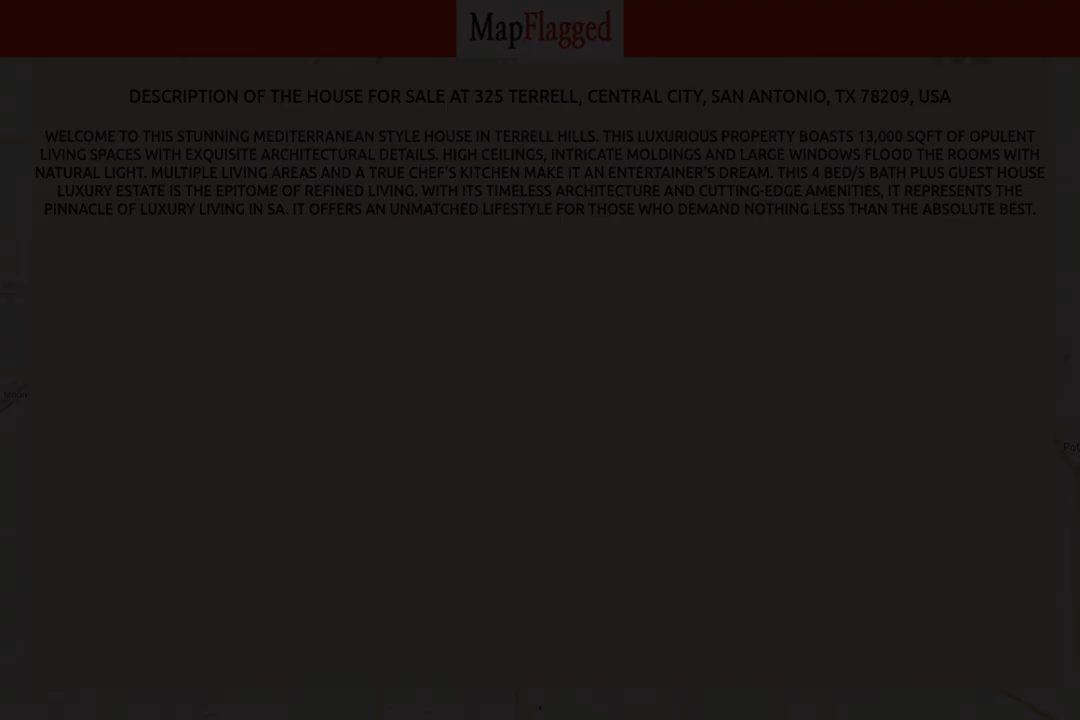 MapFlagged
DESCRIPTION OF THE HOUSE FOR SALE AT 325 TERRELL, CENTRAL CITY, SAN ANTONIO, TX 78209, USA
WELCOME TO THIS STUNNING MEDITERRANEAN STYLE HOUSE IN TERRELL HILLS. THIS LUXURIOUS PROPERTY BOASTS 13,000 SQFT OF OPULENT
LIVING SPACES WITH EXQUISITE ARCHITECTURAL DETAILS. HIGH CEILINGS, INTRICATE MOLDINGS AND LARGE WINDOWS FLOOD THE ROOMS WITH
NATURAL LIGHT. MULTIPLE LIVING AREAS AND A TRUE CHEF'S KITCHEN MAKE IT AN ENTERTAINER'S DREAM. THIS 4 BED/5 BATH PLUS GUEST HOUSE
LUXURY ESTATE IS THE EPITOME OF REFINED LIVING. WITH ITS TIMELESS ARCHITECTURE AND CUTTING-EDGE AMENITIES, IT REPRESENTS THE
PINNACLE OF LUXURY LIVING IN SA. IT OFFERS AN UNMATCHED LIFESTYLE FOR THOSE WHO DEMAND NOTHING LESS THAN THE ABSOLUTE BEST.
Pot